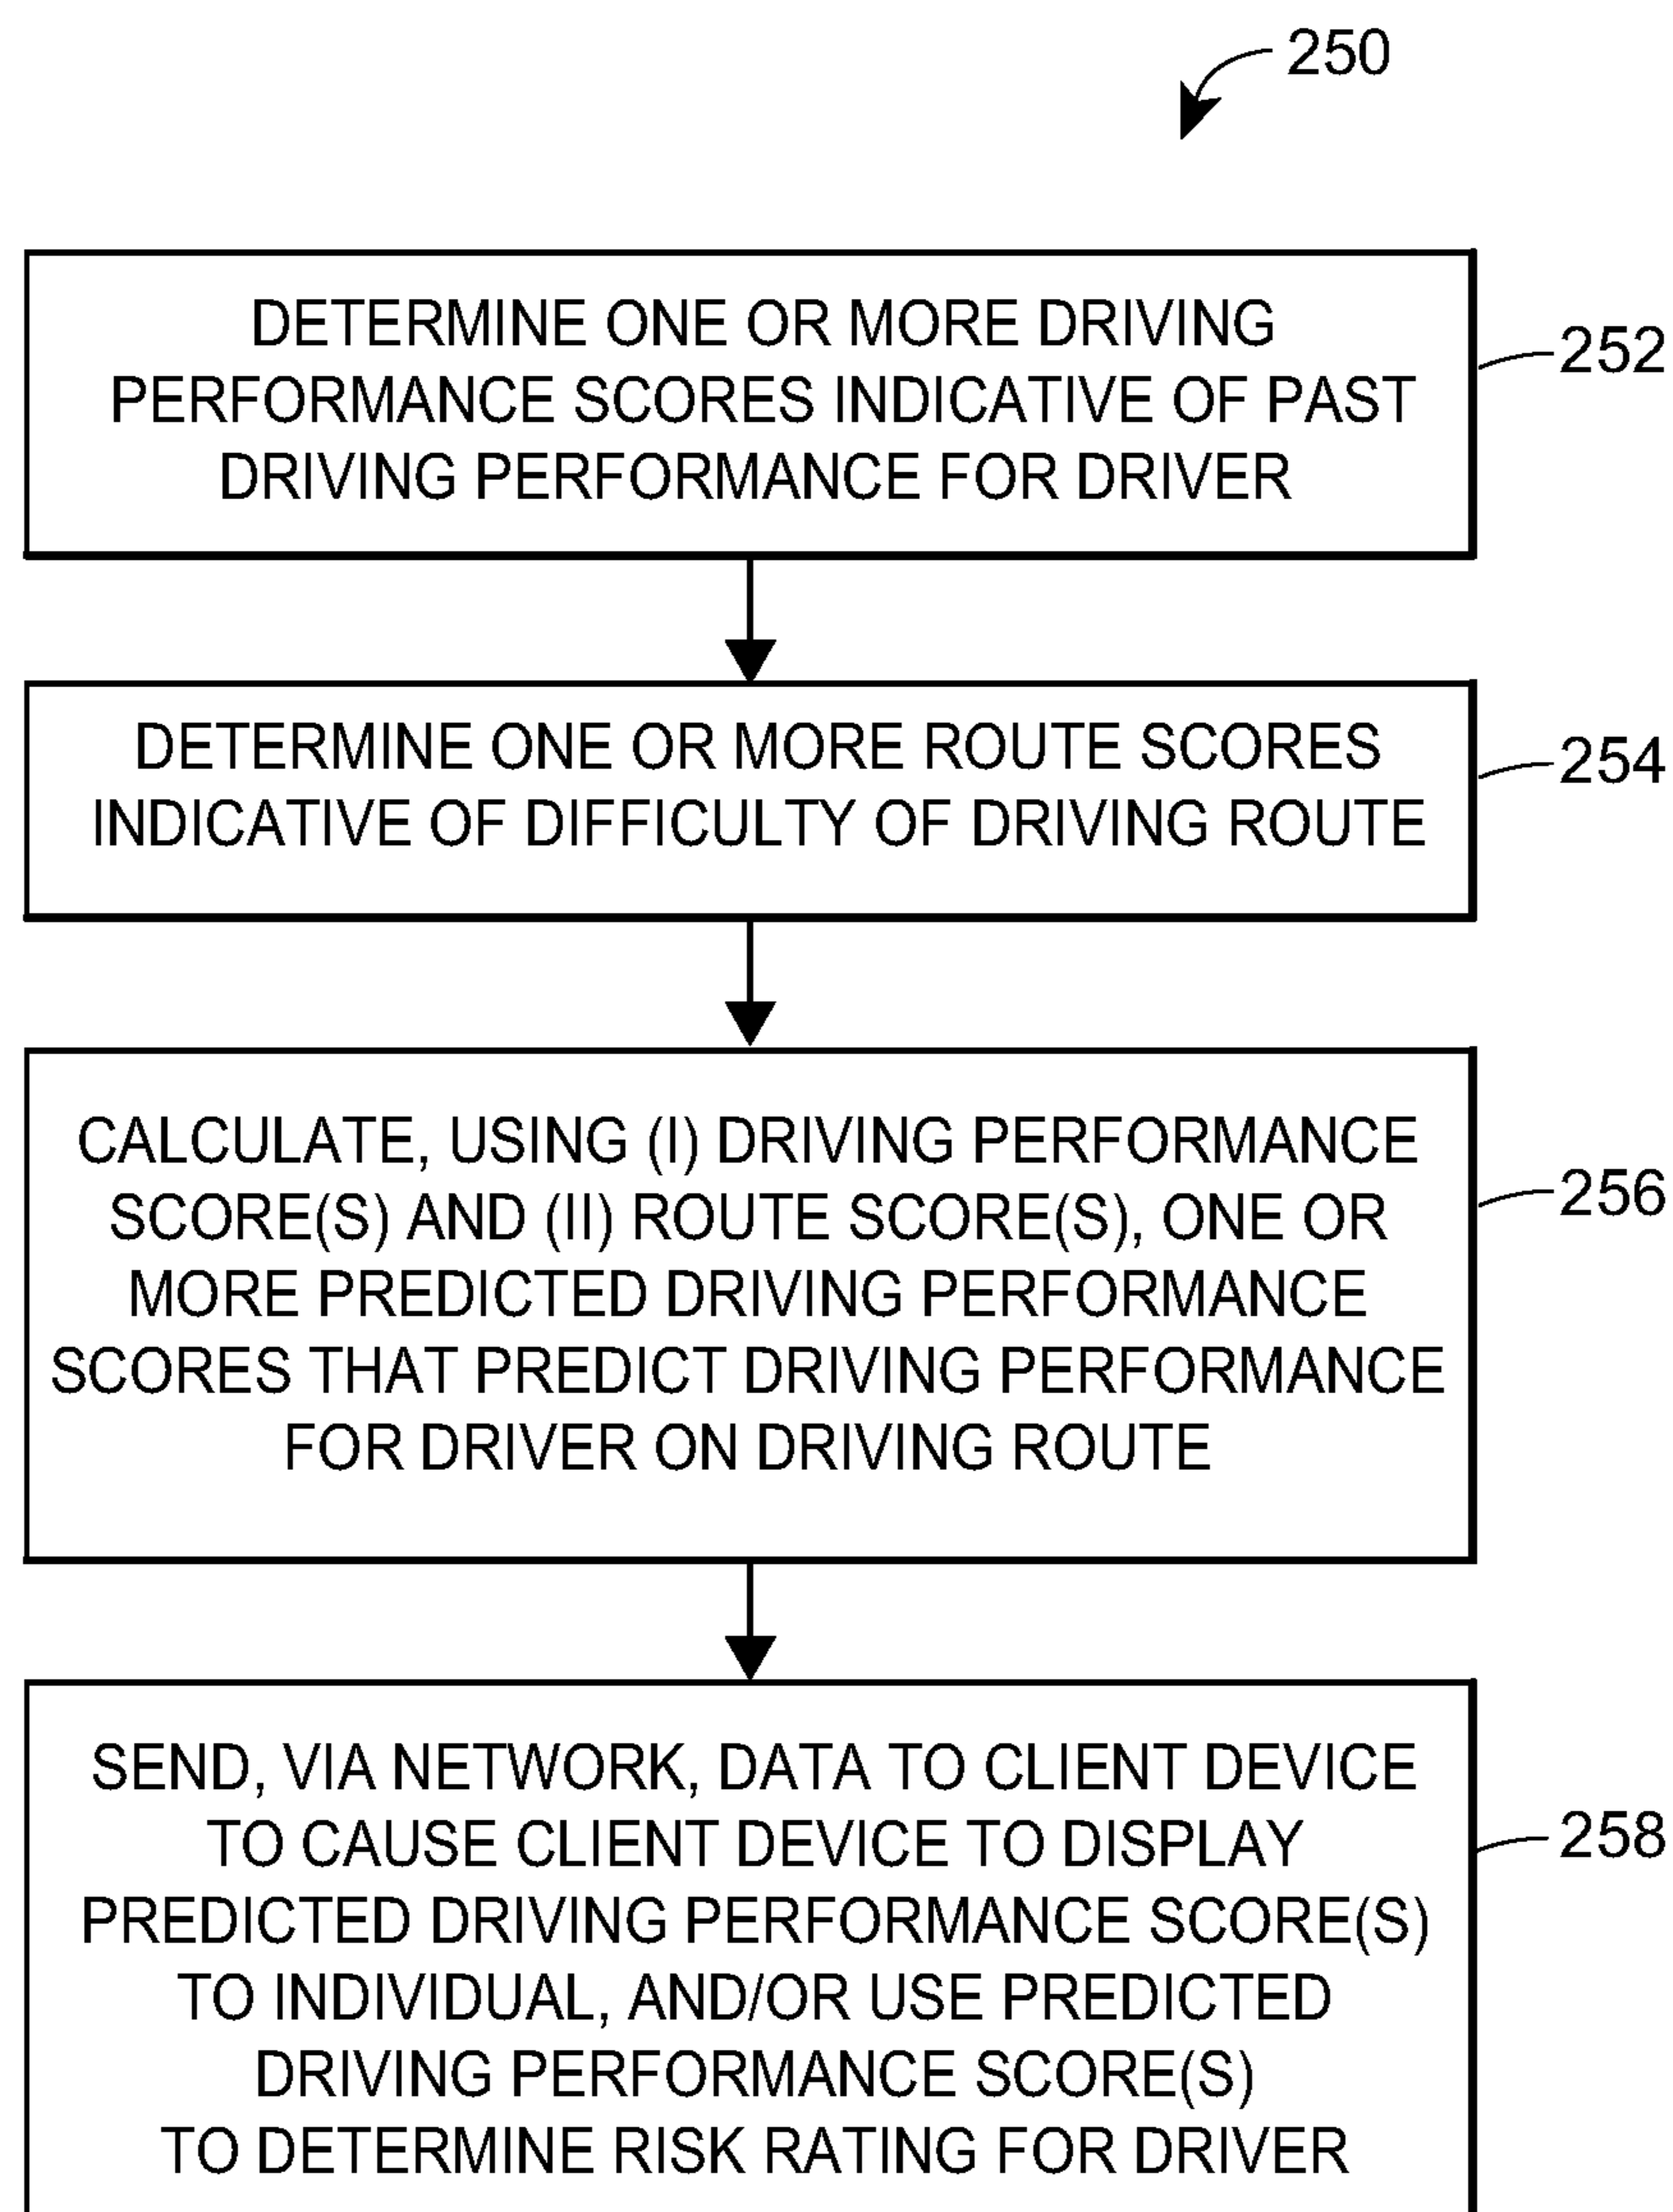 250
DETERMINE ONE OR MORE DRIVING
PERFORMANCE SCORES INDICATIVE OF PAST
DRIVING PERFORMANCE FOR DRIVER
252
DETERMINE ONE OR MORE ROUTE SCORES
INDICATIVE OF DIFFICULTY OF DRIVING ROUTE
254
CALCULATE, USING (I) DRIVING PERFORMANCE
SCORE(S) AND (II) ROUTE SCORE(S), ONE OR
MORE PREDICTED DRIVING PERFORMANCE
SCORES THAT PREDICT DRIVING PERFORMANCE
FOR DRIVER ON DRIVING ROUTE
256
SEND, VIA NETWORK, DATA TO CLIENT DEVICE
TO CAUSE CLIENT DEVICE TO DISPLAY
PREDICTED DRIVING PERFORMANCE SCORE(S)
TO INDIVIDUAL, AND/OR USE PREDICTED
DRIVING PERFORMANCE SCORE(S)
TO DETERMINE RISK RATING FOR DRIVER
258